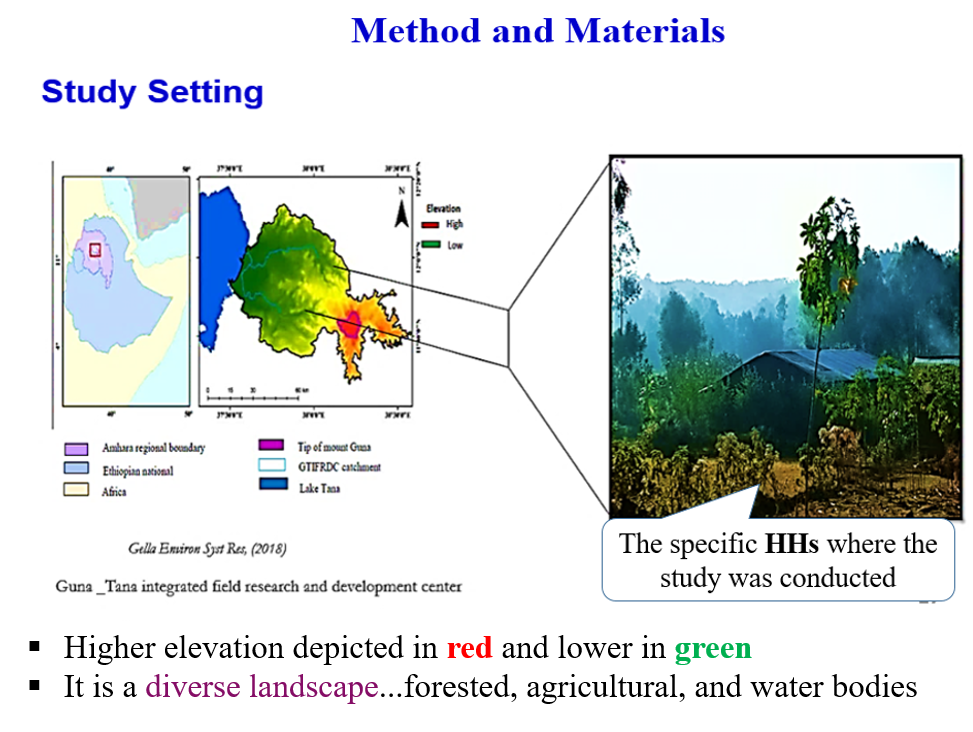 Method and Materials
Study Setting
N
Elevation
High
Low
Amhara regional boundary
Ethiopian national
Africa
Tip of mount Guna
GTIFRDC catchment
Lake Tana
Gella Environ Syst Res, (2018)
Guna _Tana integrated field research and development center
The specific HHs where the
study was conducted
▪ Higher elevation depicted in red and lower in green
▪ It is a diverse landscape...forested, agricultural, and water bodies